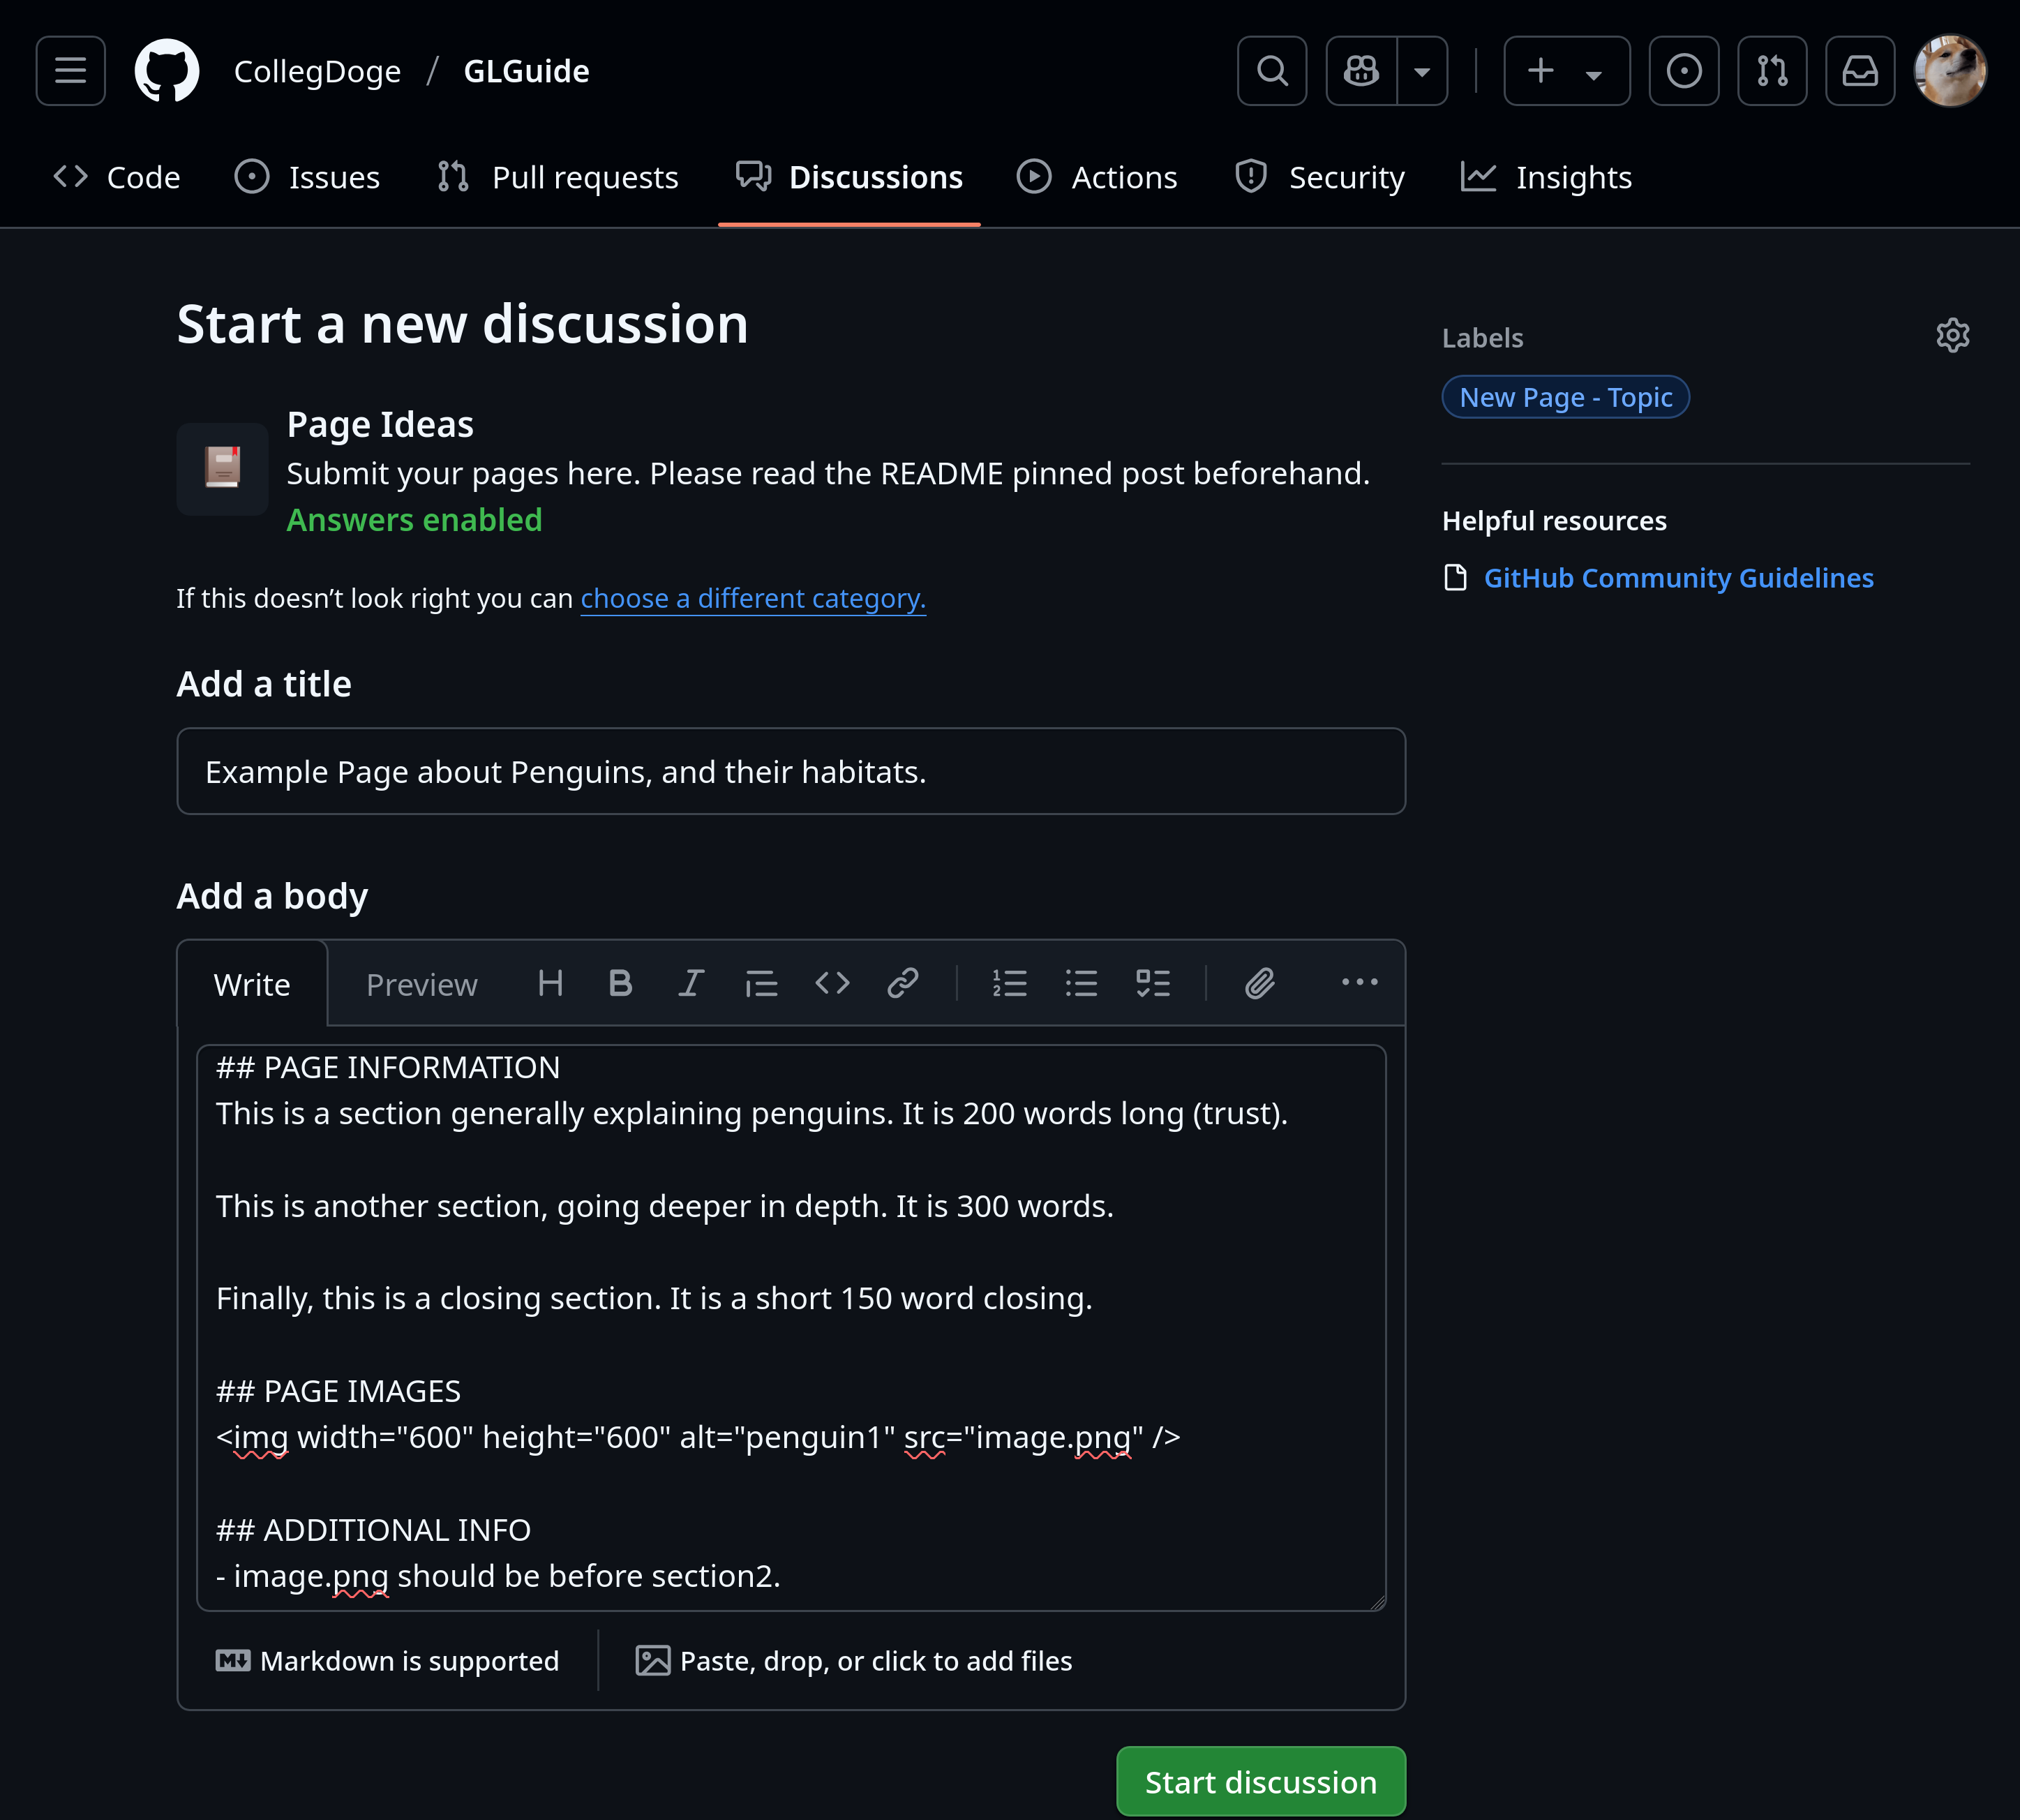 CollegDoge / GLGuide
Code Issues Pull requests Discussions Actions Security Insights
Start a new discussion
Page Ideas
Submit your pages here. Please read the README pinned post beforehand.
Answers enabled
If this doesn’t look right you can choose a different category.
Add a title
Example Page about Penguins, and their habitats.
Add a body
Write Preview
## PAGE INFORMATION
This is a section generally explaining penguins. It is 200 words long (trust).
This is another section, going deeper in depth. It is 300 words.
Finally, this is a closing section. It is a short 150 word closing.
## PAGE IMAGES
<img width="600" height="600" alt="penguin1" src="image.png" />
## ADDITIONAL INFO
- image.png should be before section2.
Markdown is supported
Paste, drop, or click to add files
Start discussion
Labels
New Page - Topic
Helpful resources
GitHub Community Guidelines